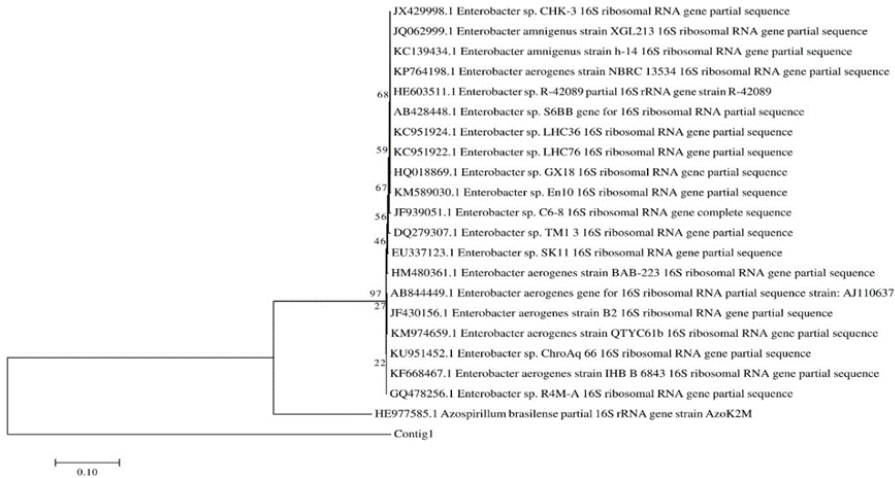 JX429998.1 Enterobacter sp. CHK-3 16S ribosomal RNA gene partial sequence
JQ062999.1 Enterobacter amnigenus strain XGL213 16S ribosomal RNA gene partial sequence
KC139434.1 Enterobacter amnigenus strain h-14 16S ribosomal RNA gene partial sequence
KP764198.1 Enterobacter aerogenes strain NBRC 13534 16S ribosomal RNA gene partial sequence
68 HE603511.1 Enterobacter sp. R-42089 partial 16S rRNA gene strain R-42089
AB428448.1 Enterobacter sp. S6BB gene for 16S ribosomal RNA partial sequence
KC951924.1 Enterobacter sp. LHC36 16S ribosomal RNA gene partial sequence
59 KC951922.1 Enterobacter sp. LHC76 16S ribosomal RNA gene partial sequence
HQ018869.1 Enterobacter sp. GX18 16S ribosomal RNA gene partial sequence
67 KM589030.1 Enterobacter sp. En10 16S ribosomal RNA gene partial sequence
56 JF939051.1 Enterobacter sp. C6-8 16S ribosomal RNA gene complete sequence
46 DQ279307.1 Enterobacter sp. TM1 3 16S ribosomal RNA gene partial sequence
EU337123.1 Enterobacter sp. SK11 16S ribosomal RNA gene partial sequence
HM480361.1 Enterobacter aerogenes strain BAB-223 16S ribosomal RNA gene partial sequence
97 AB844449.1 Enterobacter aerogenes gene for 16S ribosomal RNA partial sequence strain: AJ110637
27 JF430156.1 Enterobacter aerogenes strain B2 16S ribosomal RNA gene partial sequence
KM974659.1 Enterobacter aerogenes strain QTYC61b 16S ribosomal RNA gene partial sequence
KU951452.1 Enterobacter sp. ChroAq 66 16S ribosomal RNA gene partial sequence
22 KF668467.1 Enterobacter aerogenes strain IHB B 6843 16S ribosomal RNA gene partial sequence
GQ478256.1 Enterobacter sp. R4M-A 16S ribosomal RNA gene partial sequence
HE977585.1 Azospirillum brasilense partial 16S rRNA gene strain AzoK2M
Contig1
0.10